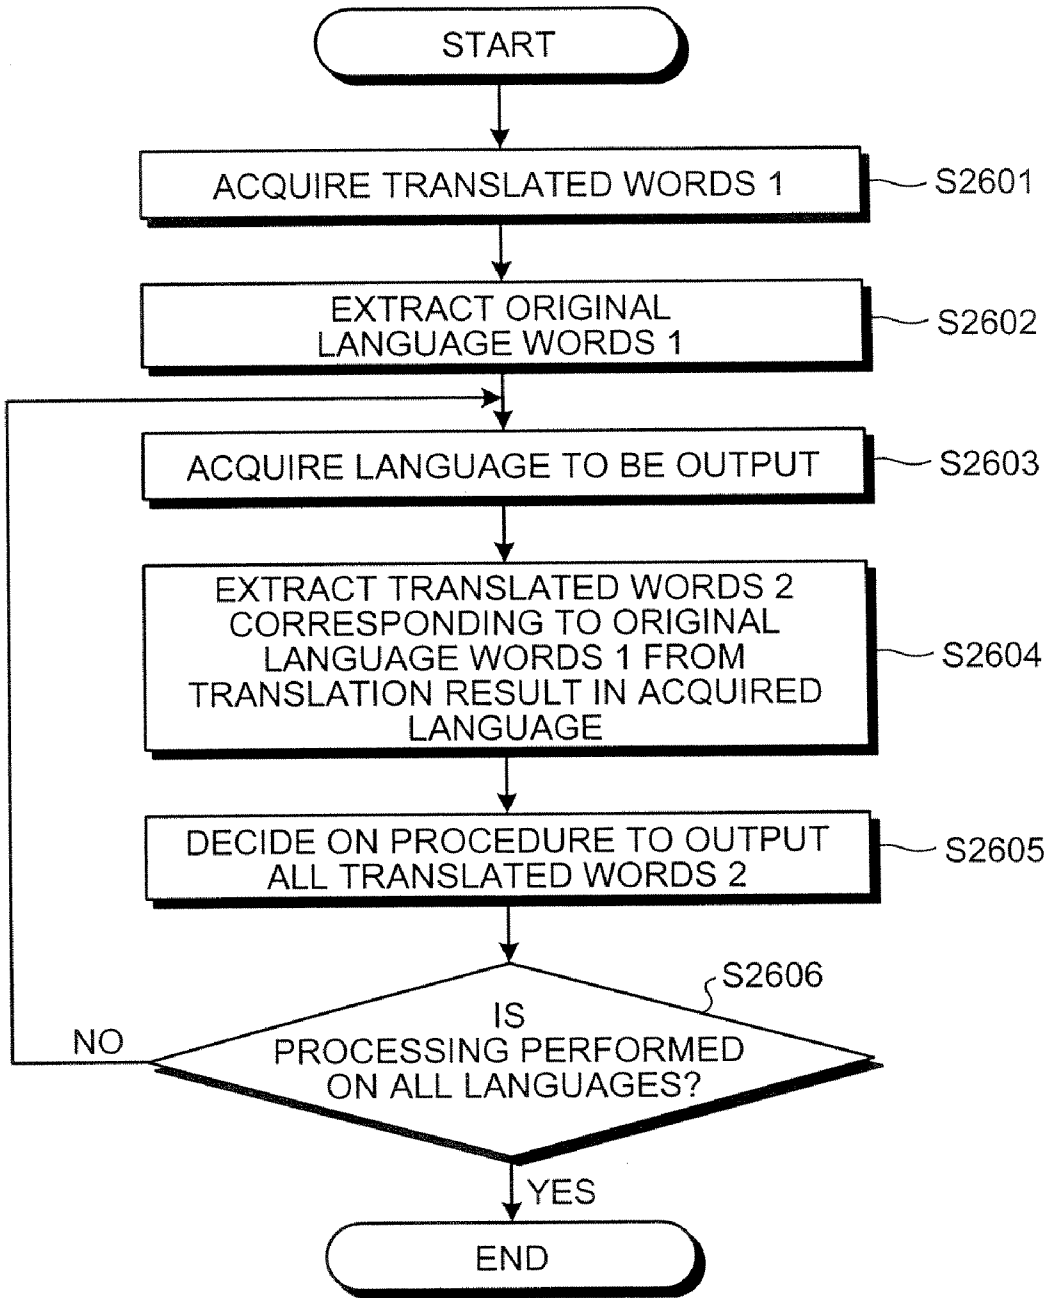 START
ACQUIRE TRANSLATED WORDS 1
S2601
EXTRACT ORIGINAL
LANGUAGE WORDS 1
S2602
ACQUIRE LANGUAGE TO BE OUTPUT
S2603
EXTRACT TRANSLATED WORDS 2
CORRESPONDING TO ORIGINAL
LANGUAGE WORDS 1 FROM
TRANSLATION RESULT IN ACQUIRED
LANGUAGE
S2604
DECIDE ON PROCEDURE TO OUTPUT
ALL TRANSLATED WORDS 2
S2605
S2606
IS
PROCESSING PERFORMED
ON ALL LANGUAGES?
NO
YES
END